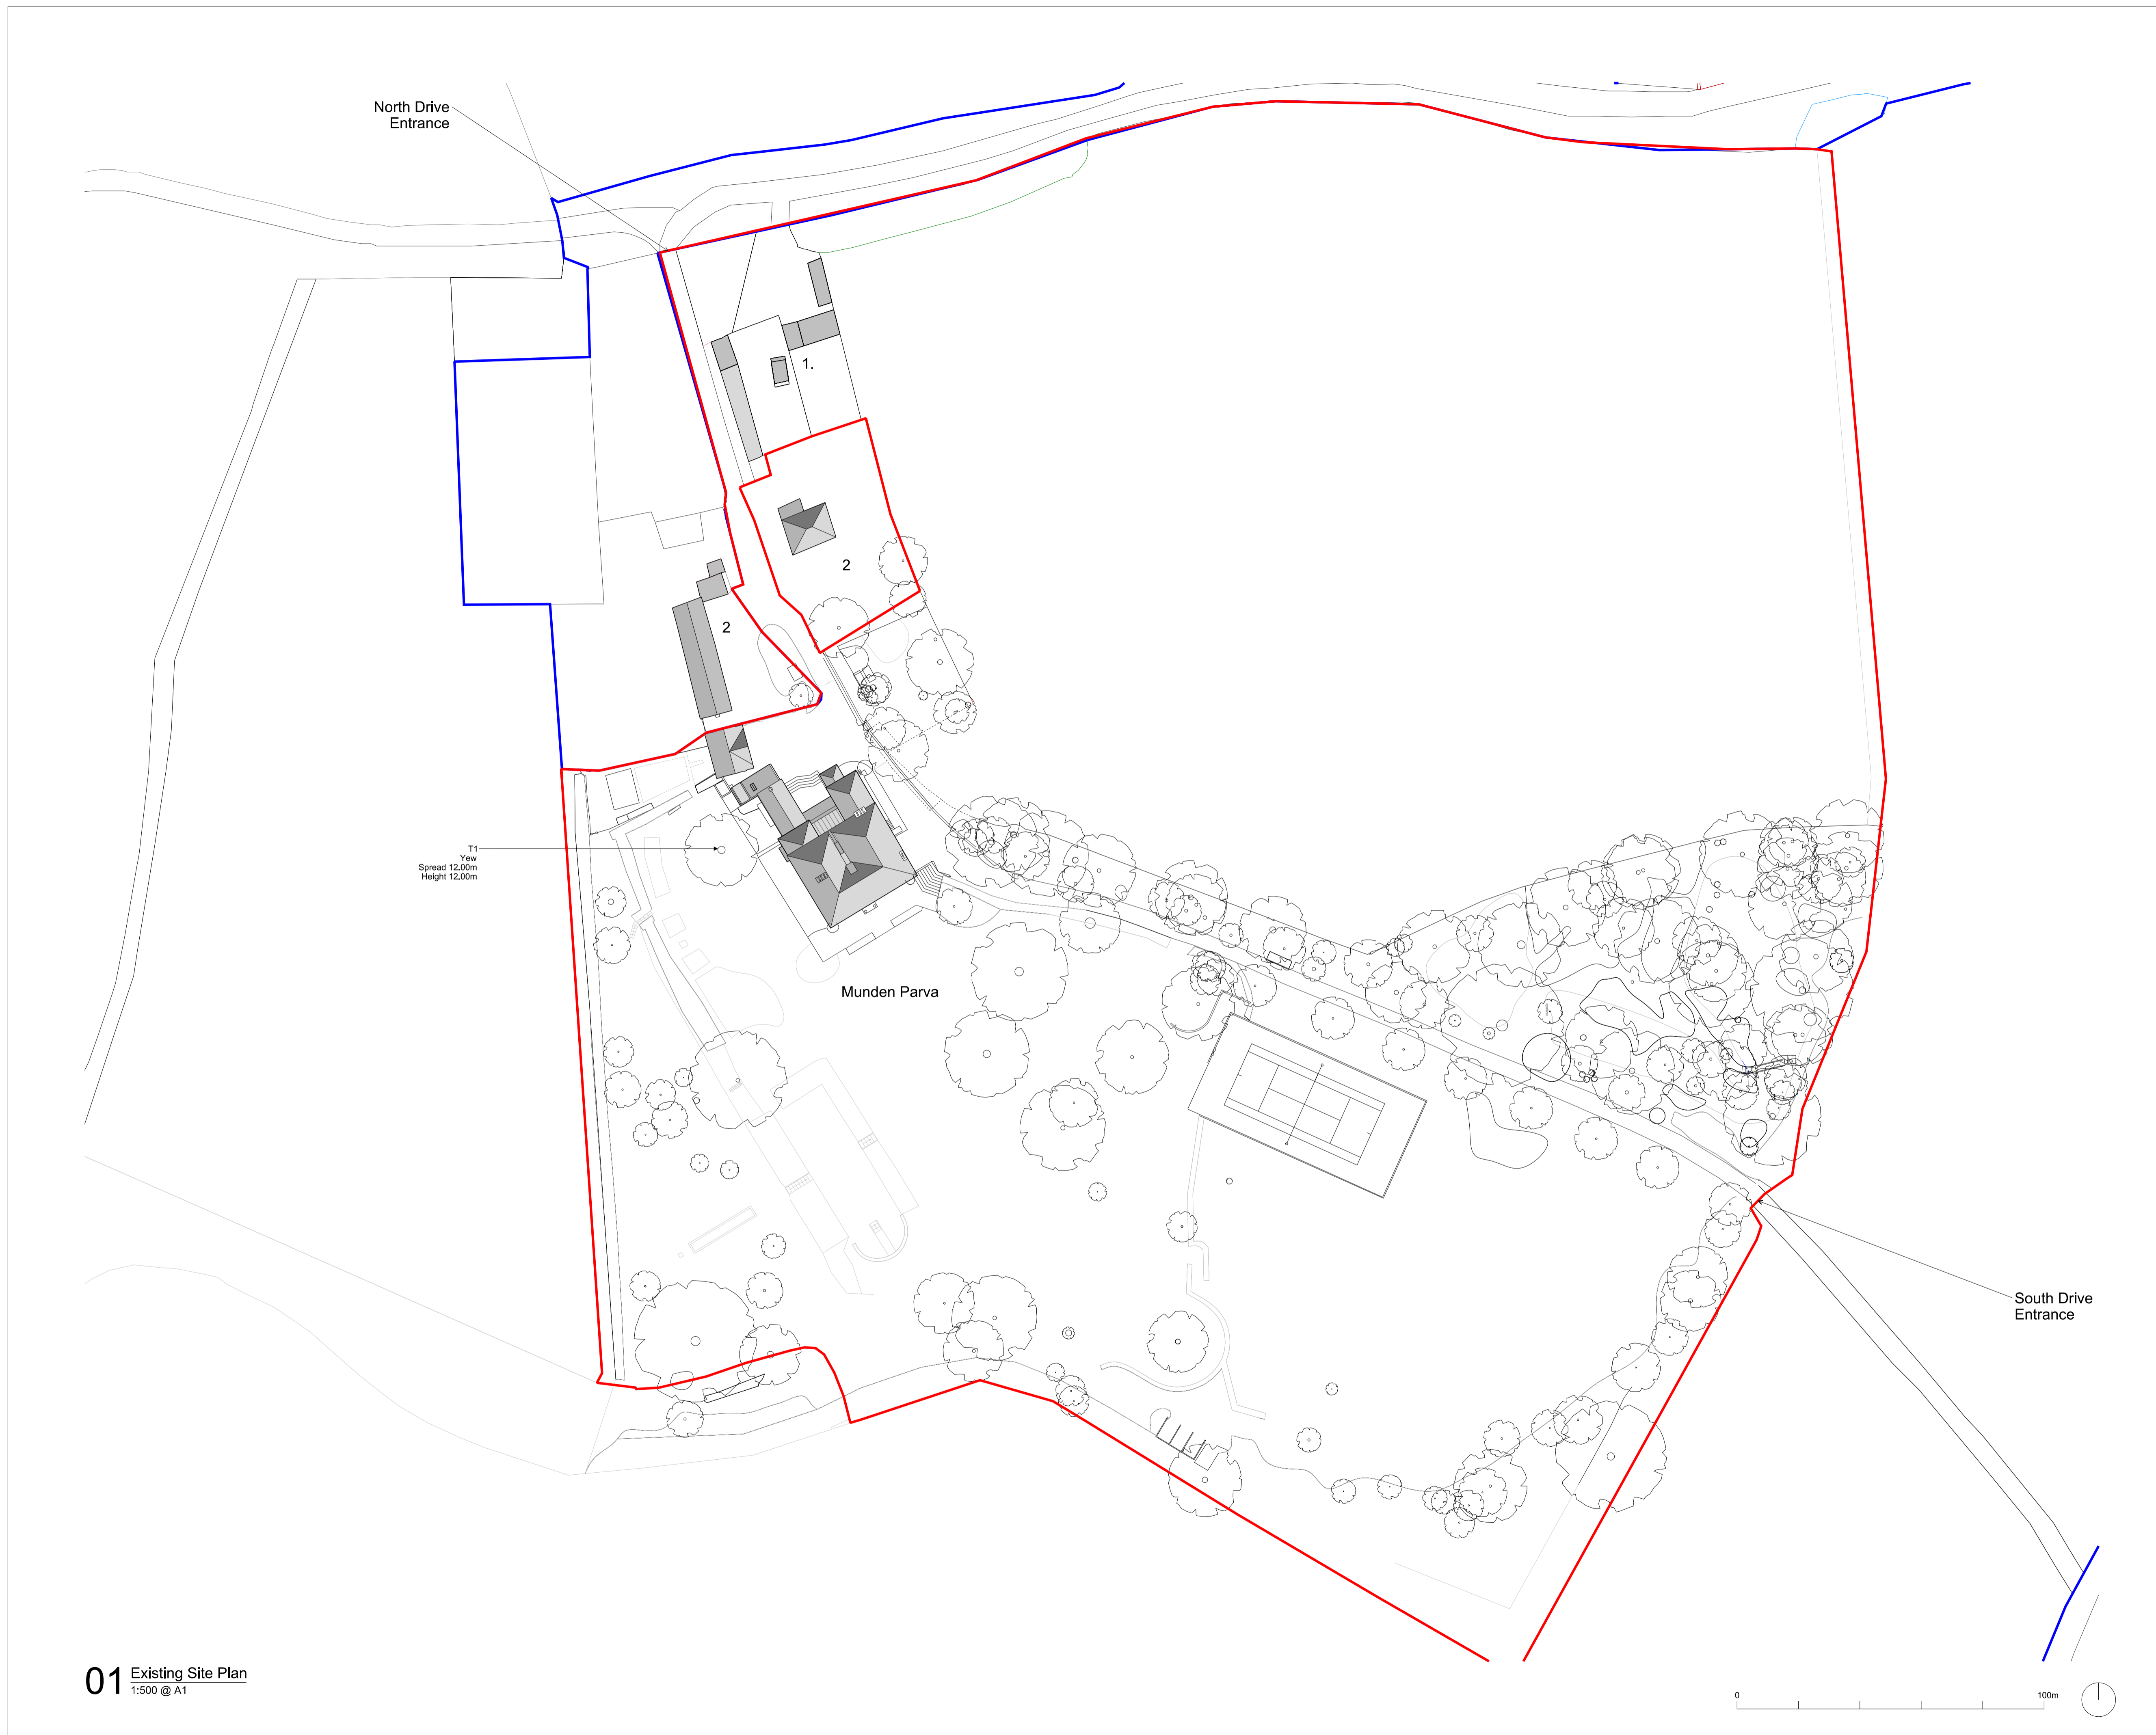 North Drive
Entrance
1.
2
2
T1
Yew
Spread 12.00m
Height 12.00m
Munden Parva
South Drive
Entrance
01 Existing Site Plan
1:500 @ A1
0
100m